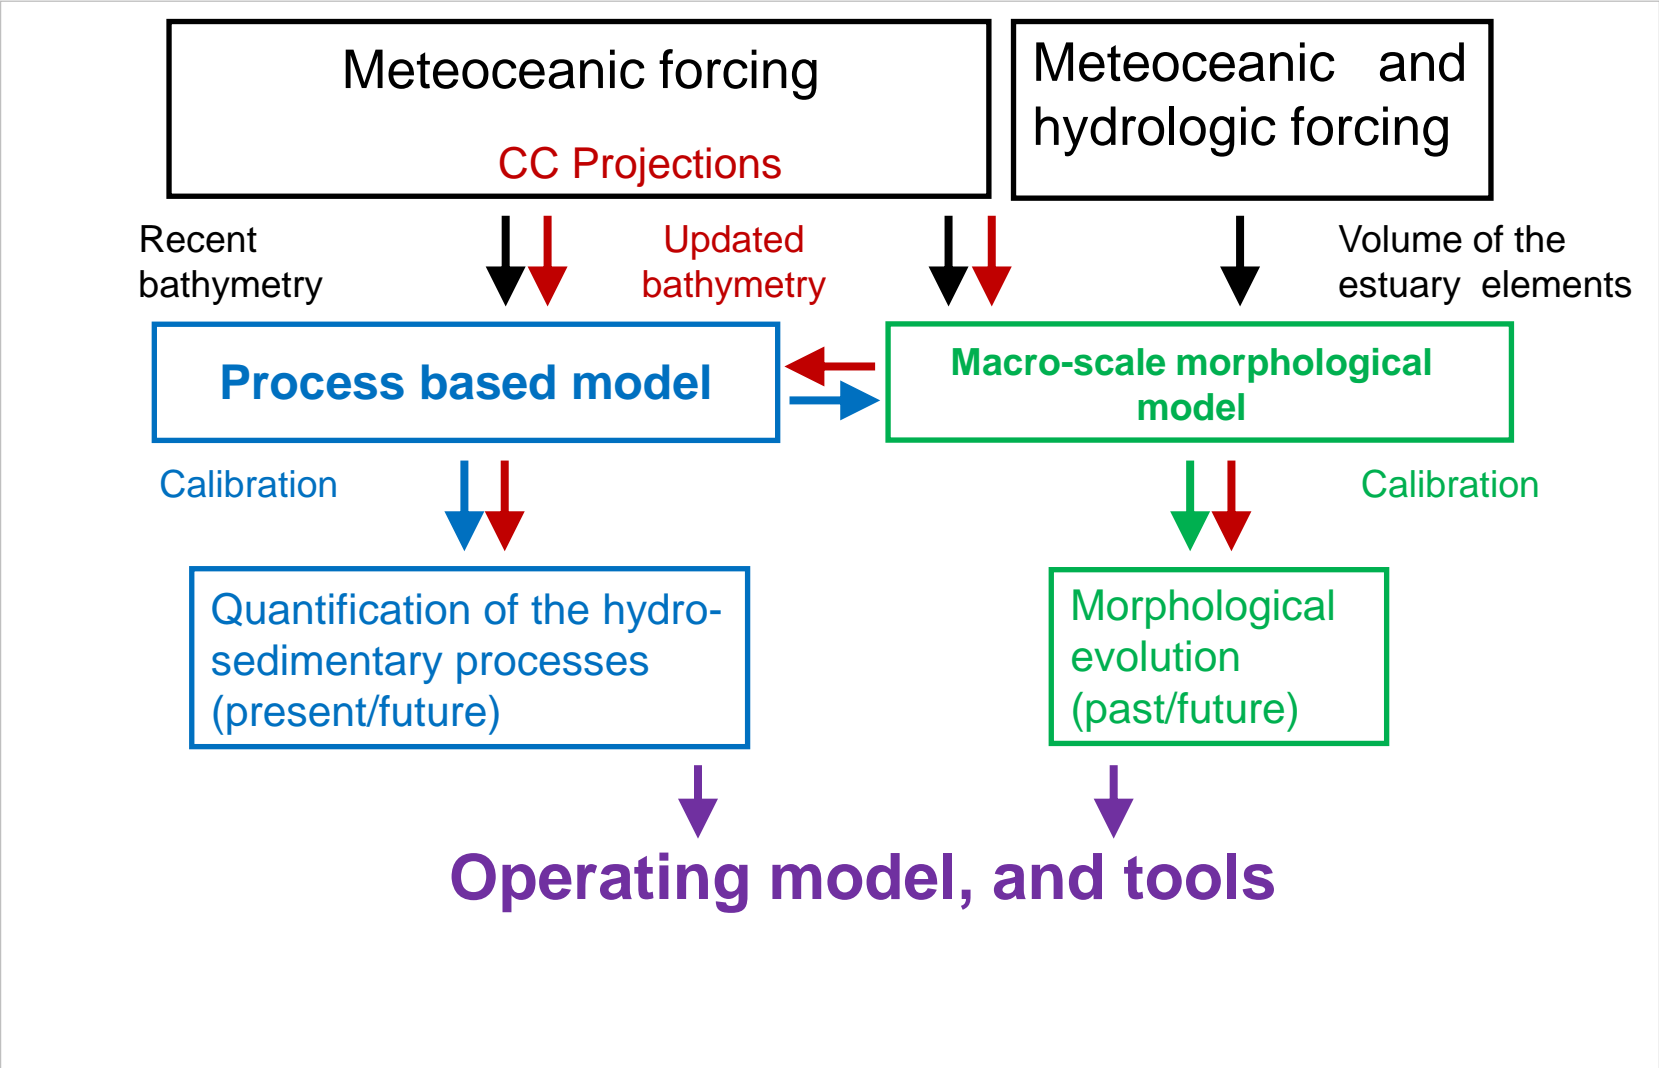 Meteoceanic forcing
CC Projections
Meteoceanic and
hydrologic forcing
Recent
bathymetry
Updated
bathymetry
Volume of the
estuary elements
Process based model
Macro-scale morphological
model
Calibration
Calibration
Quantification of the hydro-
sedimentary processes
(present/future)
Morphological
evolution
(past/future)
Operating model, and tools